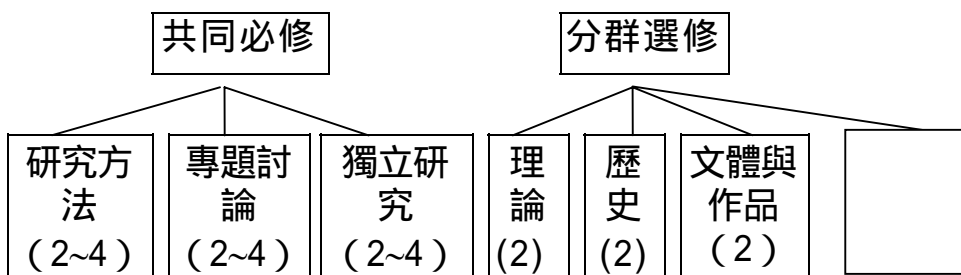 共同必修
分群選修
研究方
法
（2~4）
專題討
論
（2~4）
獨立研
究
（2~4）
理
論
(2)
歷
史
(2)
文體與
作品
（2）